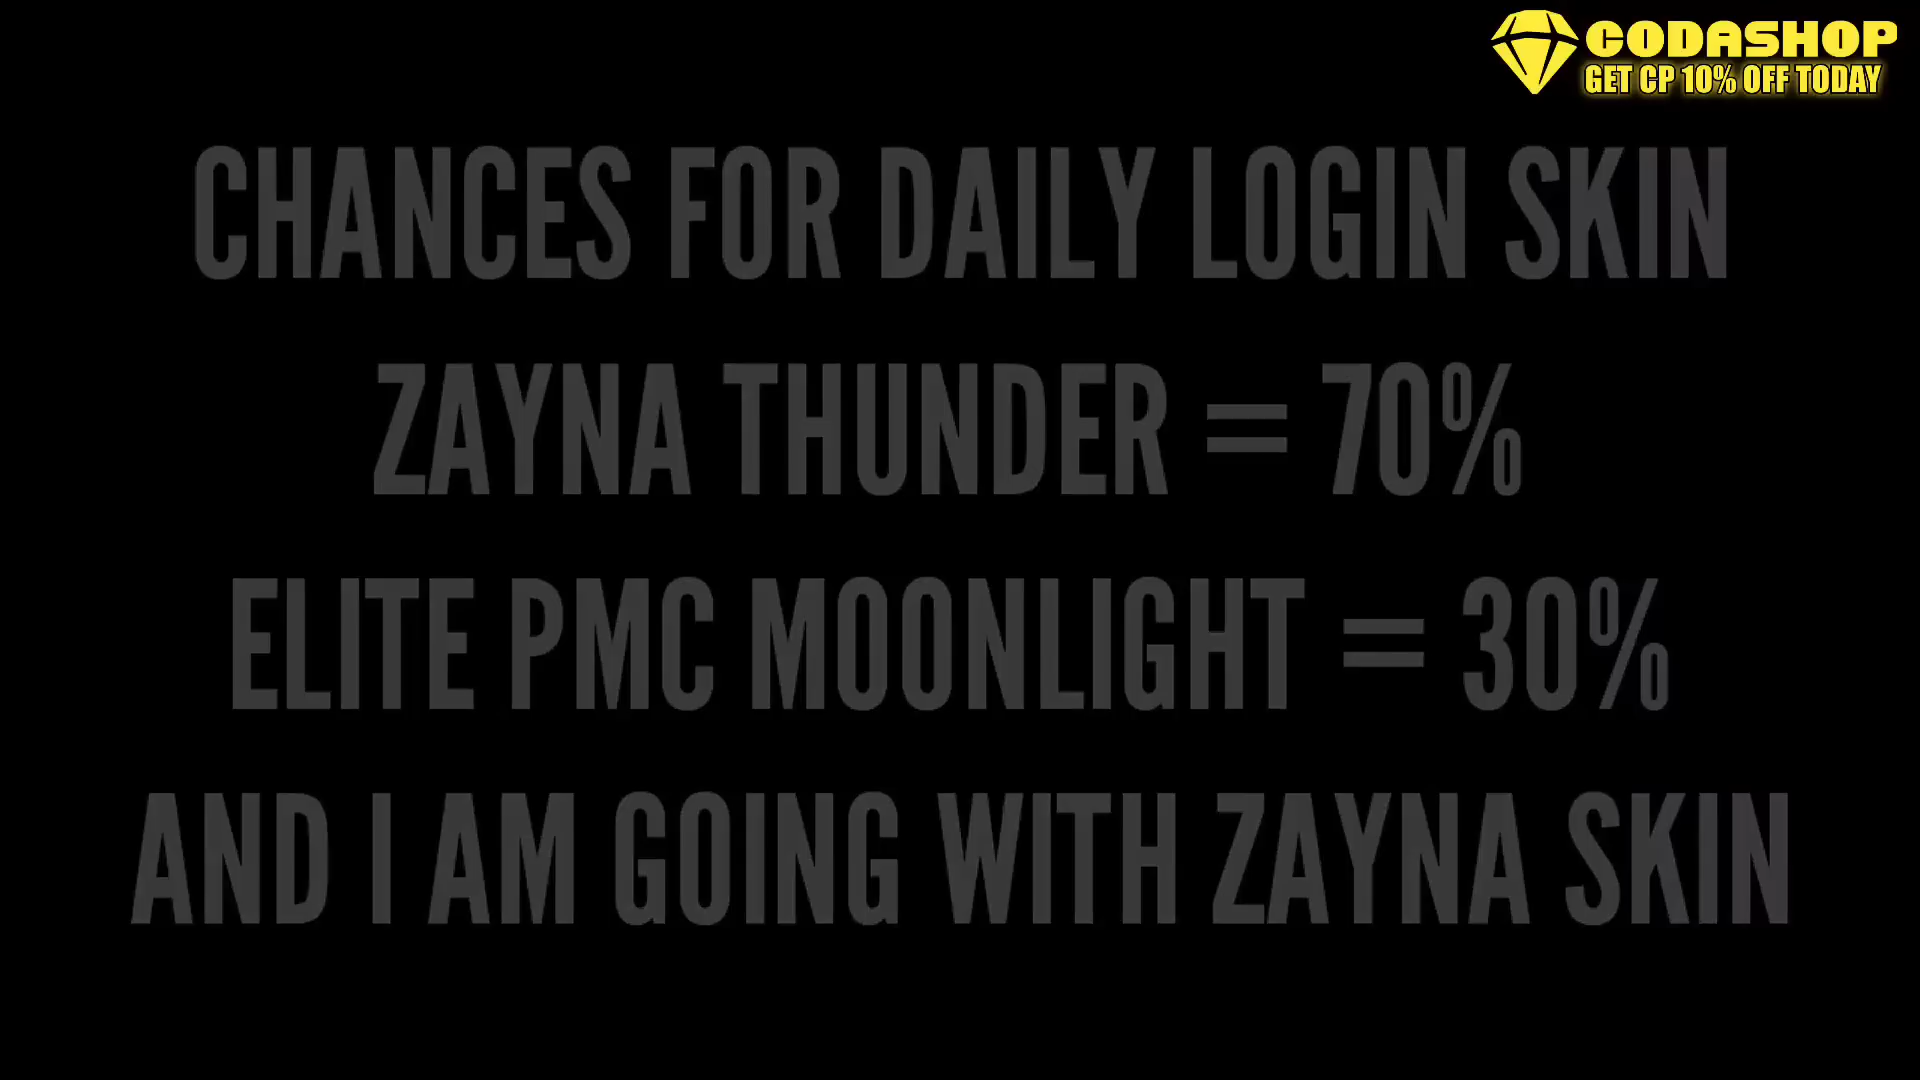 CODASHOP
GET CP 10% OFF TODAY
CHANCES FOR DAILY LOGIN SKIN
ZAYNA THUNDER = 70%
ELITE PMC MOONLIGHT = 30%
AND I AM GOING WITH ZAYNA SKIN